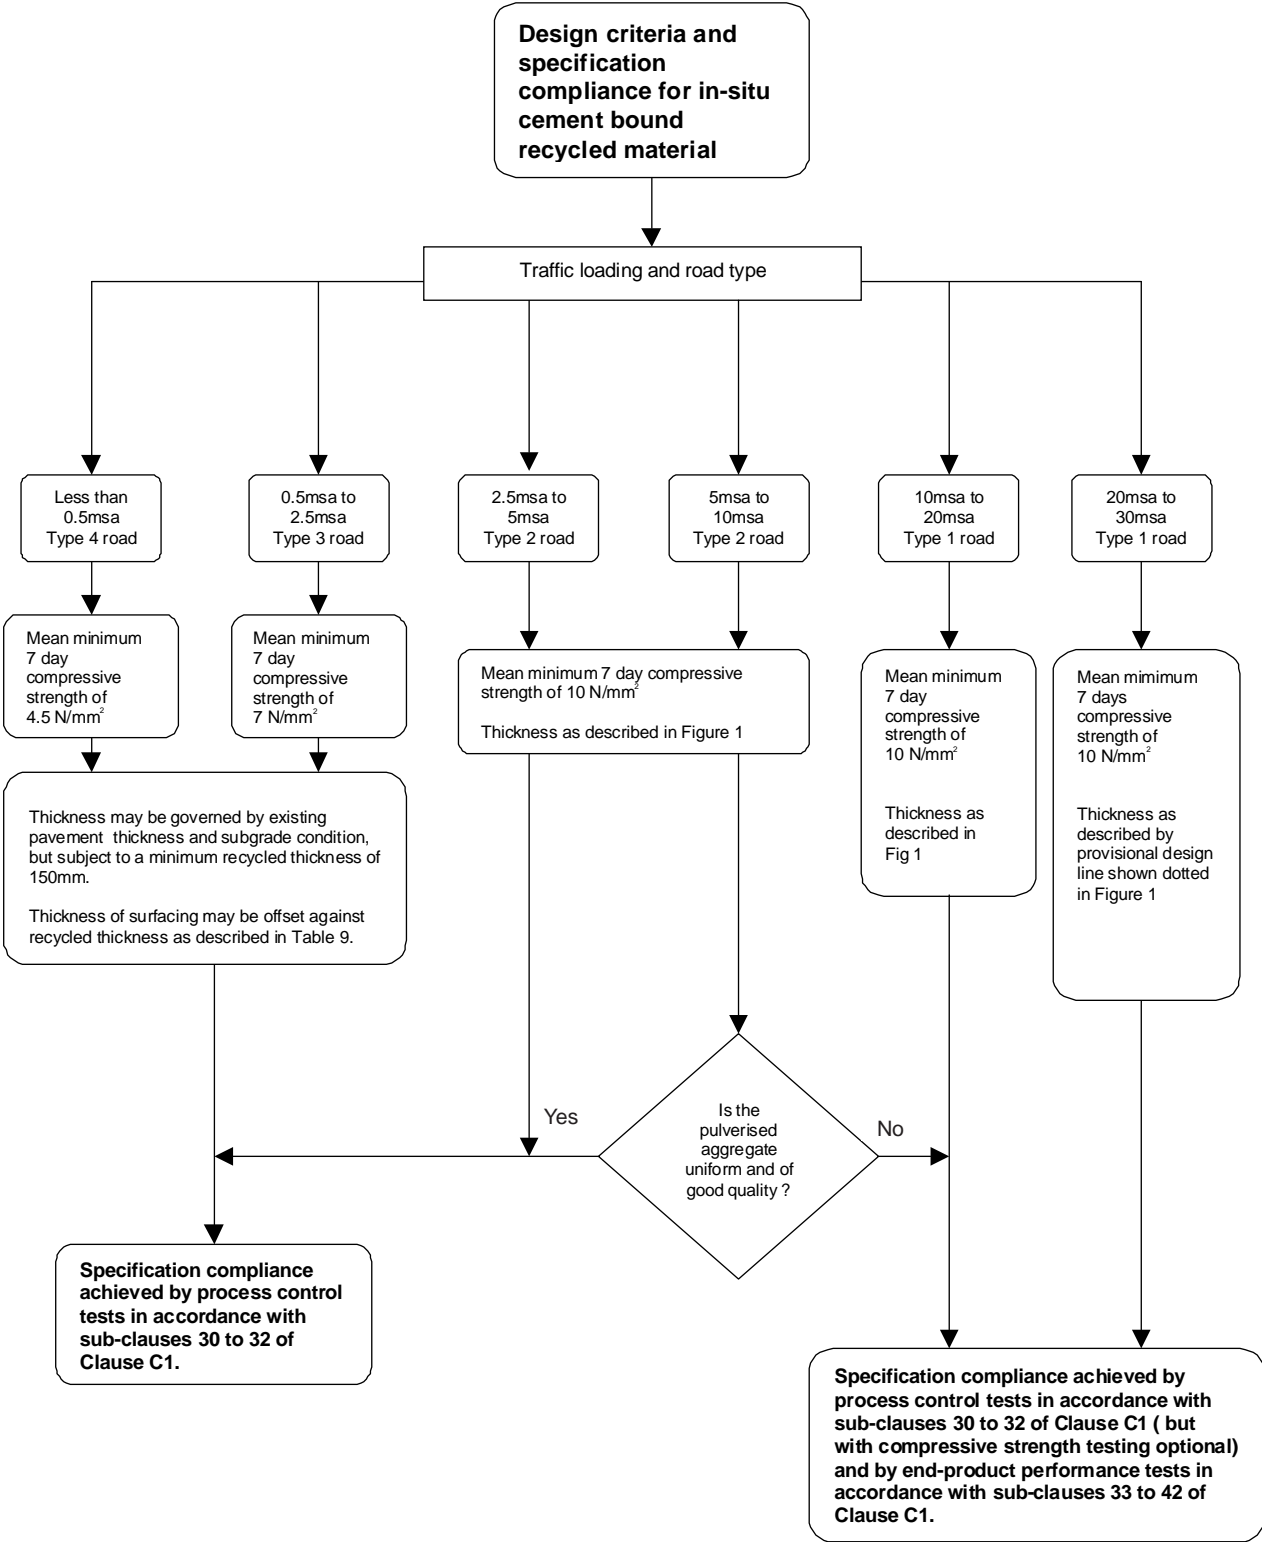 Design criteria and
specification
compliance for in-situ
cement bound
recycled material
Traffic loading and road type
Less than
0.5msa
Type 4 road
0.5msa to
2.5msa
Type 3 road
2.5msa to
5msa
Type 2 road
5msa to
10msa
Type 2 road
10msa to
20msa
Type 1 road
20msa to
30msa
Type 1 road
Mean minimum
7 day
compressive
strength of
4.5 N/mm²
Mean minimum
7 day
compressive
strength of
7 N/mm²
Mean minimum 7 day compressive
strength of 10 N/mm²
Thickness as described in Figure 1
Mean minimum
7 day
compressive
strength of
10 N/mm²
Thickness as
described in
Fig 1
Mean mimimum
7 days
compressive
strength of
10 N/mm²
Thickness as
described by
provisional design
line shown dotted
in Figure 1
Thickness may be governed by existing
pavement thickness and subgrade condition,
but subject to a minimum recycled thickness of
150mm.
Thickness of surfacing may be offset against
recycled thickness as described in Table 9.
Yes
Is the
pulverised
aggregate
uniform and of
good quality ?
No
Specification compliance
achieved by process control
tests in accordance with
sub-clauses 30 to 32 of
Clause C1.
Specification compliance achieved by
process control tests in accordance with
sub-clauses 30 to 32 of Clause C1 ( but
with compressive strength testing optional)
and by end-product performance tests in
accordance with sub-clauses 33 to 42 of
Clause C1.